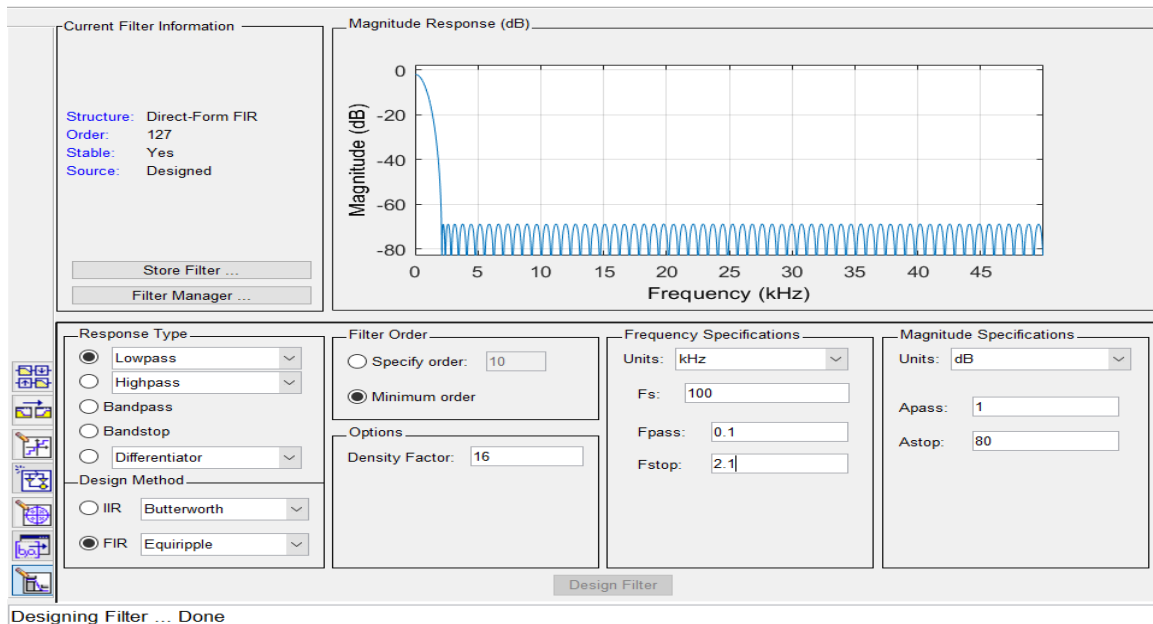 Current Filter Information
Structure: Direct-Form FIR
Order: 127
Stable: Yes
Source: Designed
Store Filter ...
Filter Manager ...
Magnitude Response (dB)
Magnitude (dB)
0
-20
-40
-60
-80
0 5 10 15 20 25 30 35 40 45
Frequency (kHz)
Response Type
Lowpass
Highpass
Bandpass
Bandstop
Differentiator
Design Method
IIR Butterworth
FIR Equiripple
Filter Order
Specify order: 10
Minimum order
Options
Density Factor: 16
Frequency Specifications
Units: kHz
Fs: 100
Fpass: 0.1
Fstop: 2.1
Magnitude Specifications
Units: dB
Apass: 1
Astop: 80
Design Filter
[b,a]
Designing Filter ... Done